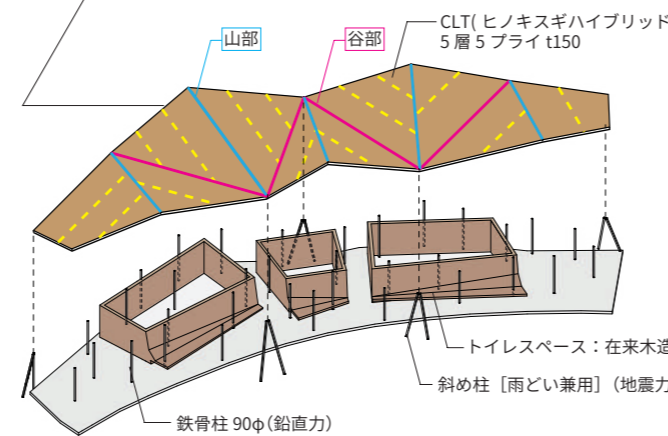 山部
谷部
CLT(ヒノキスギハイブリッド
5層5プライ t150
トイレスペース：在来木造
斜め柱［雨どい兼用］（地震力
鉄骨柱 90φ(鉛直力)